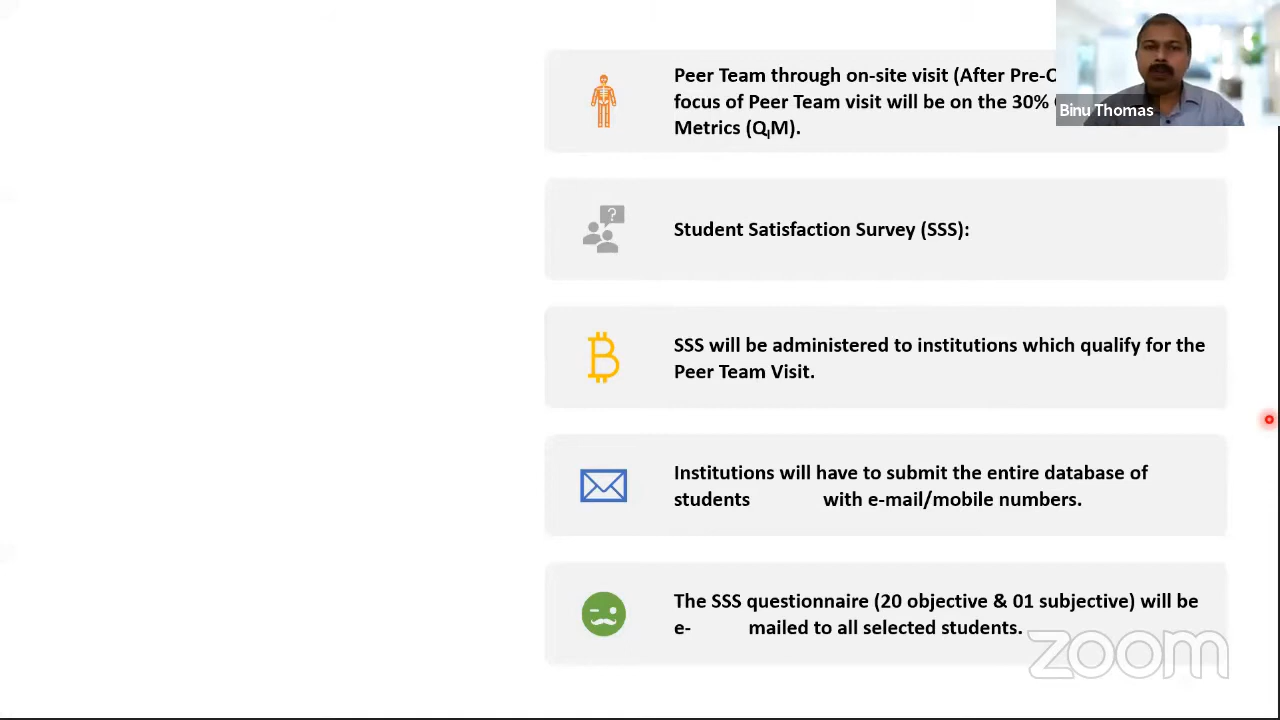 Peer Team through on-site visit (After Pre-
focus of Peer Team visit will be on the 30%
Metrics (QlM).
Binu Thomas
?
Student Satisfaction Survey (SSS):
SSS will be administered to institutions which qualify for the
Peer Team Visit.
Institutions will have to submit the entire database of
students with e-mail/mobile numbers.
The SSS questionnaire (20 objective & 01 subjective) will be
e- mailed to all selected students.
zoom